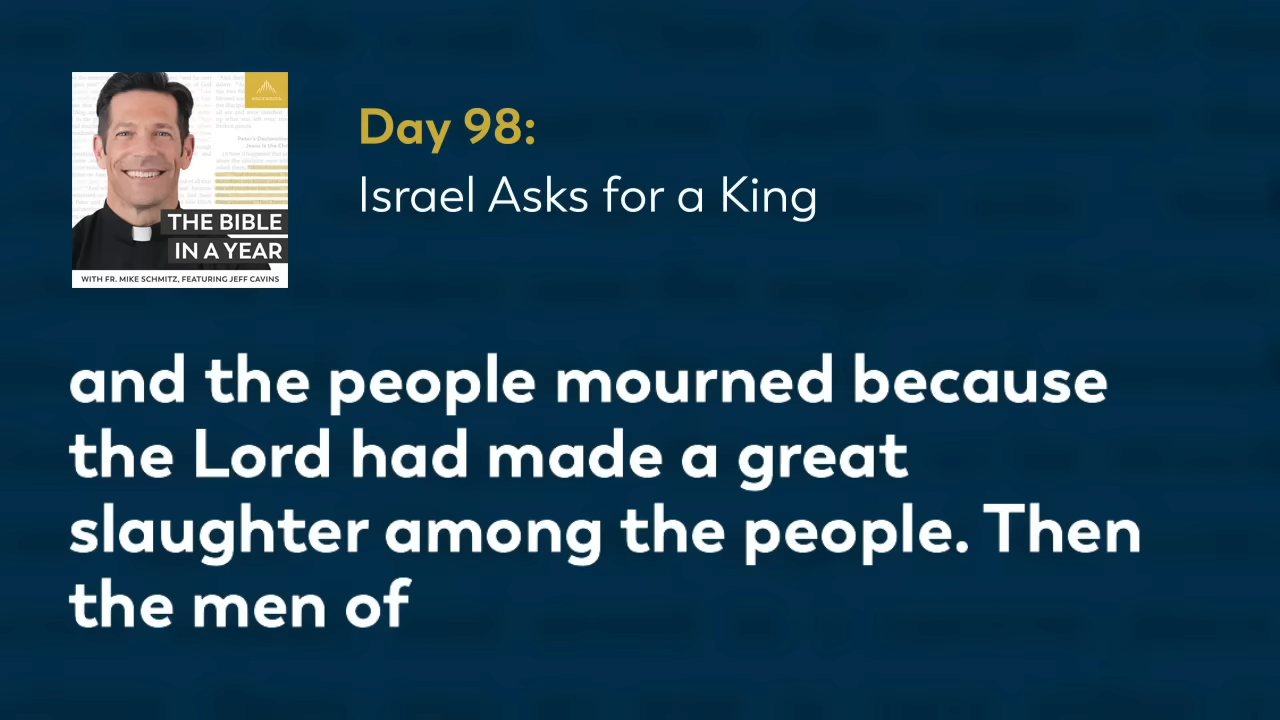 Day 98:
Israel Asks for a King
THE BIBLE
IN A YEAR
WITH FR. MIKE SCHMITZ, FEATURING JEFF CAVINS
and the people mourned because
the Lord had made a great
slaughter among the people. Then
the men of